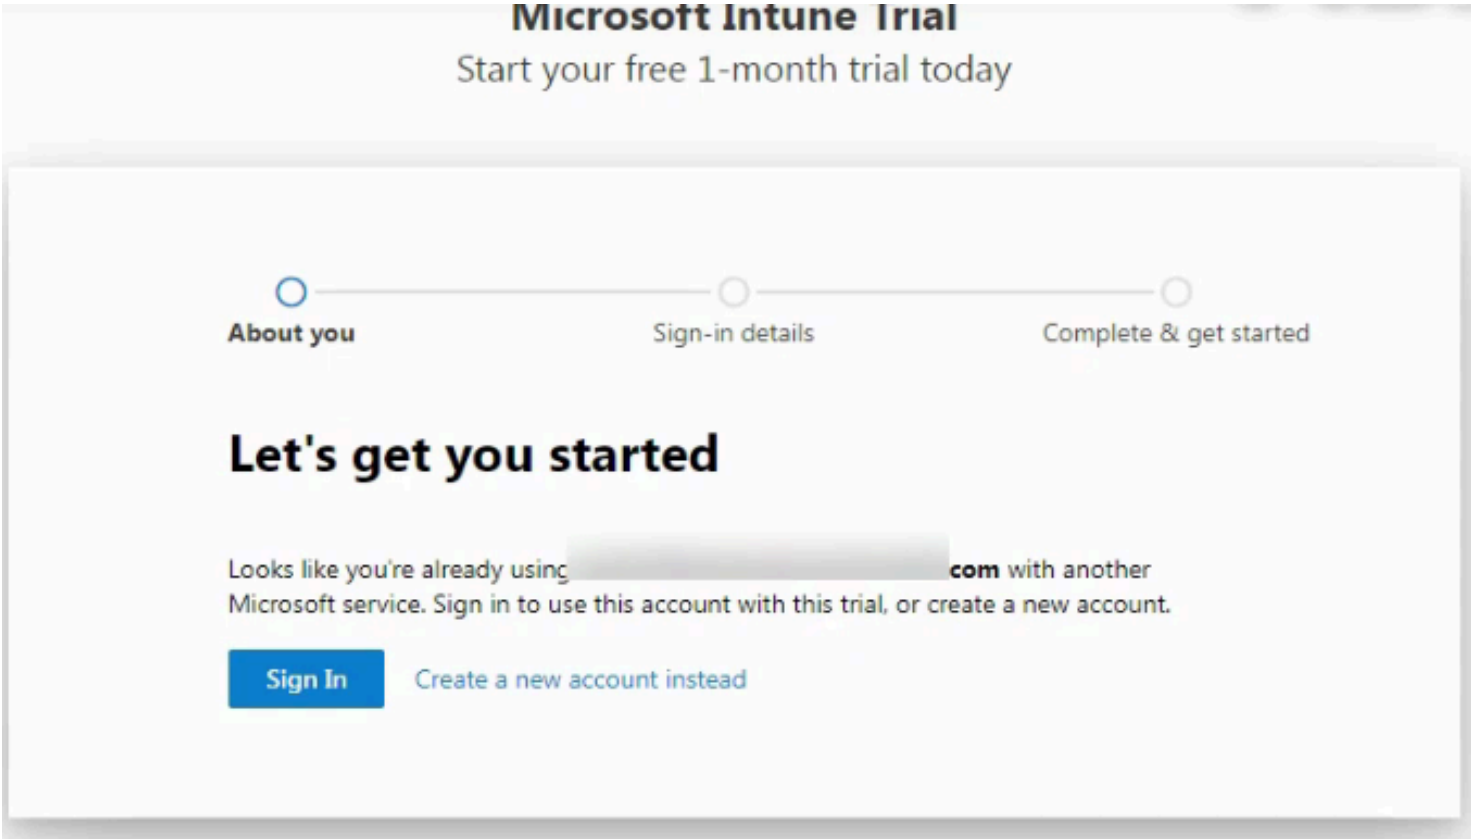 Microsoft Intune Trial
Start your free 1-month trial today
About you
Sign-in details
Complete & get started
Let's get you started
Looks like you're already using com with another
Microsoft service. Sign in to use this account with this trial, or create a new account.
Sign In
Create a new account instead